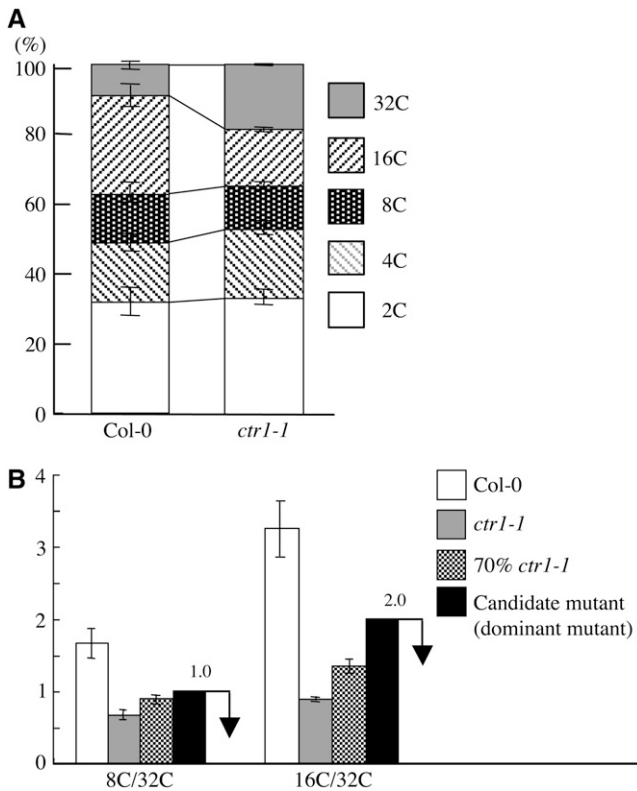 A
(%)
100
80
60
40
20
0
Col-0
ctr1-1
32C
16C
8C
4C
2C
B
4
3
2
1
0
1.0
2.0
8C/32C
16C/32C
Col-0
ctr1-1
70% ctr1-1
Candidate mutant
(dominant mutant)